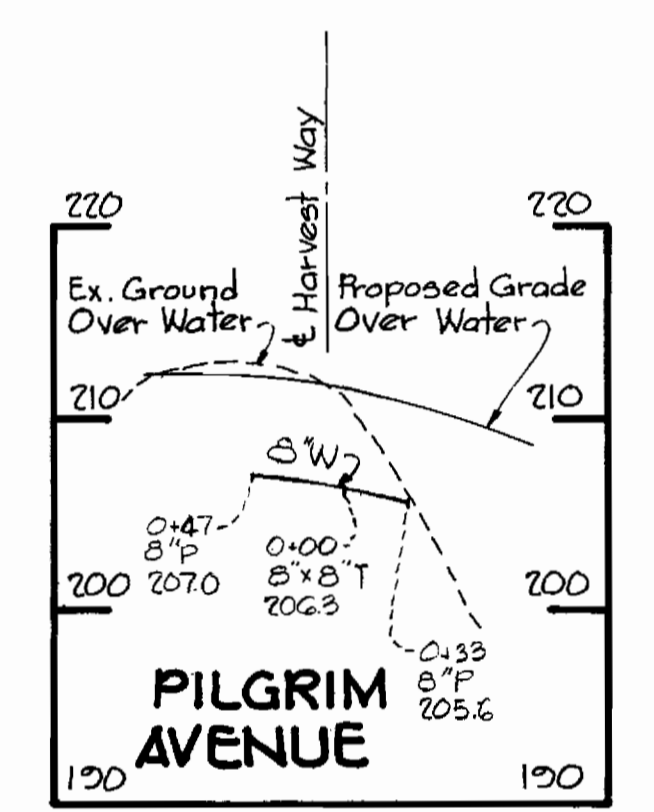 ℄ Harvest Way
220
220
Ex. Ground
Over Water
Proposed Grade
Over Water
210
210
8"W
0+47
8"P
207.0
0+00
8"x8"T
206.3
200
200
0+33
8"P
205.6
PILGRIM
AVENUE
190
190